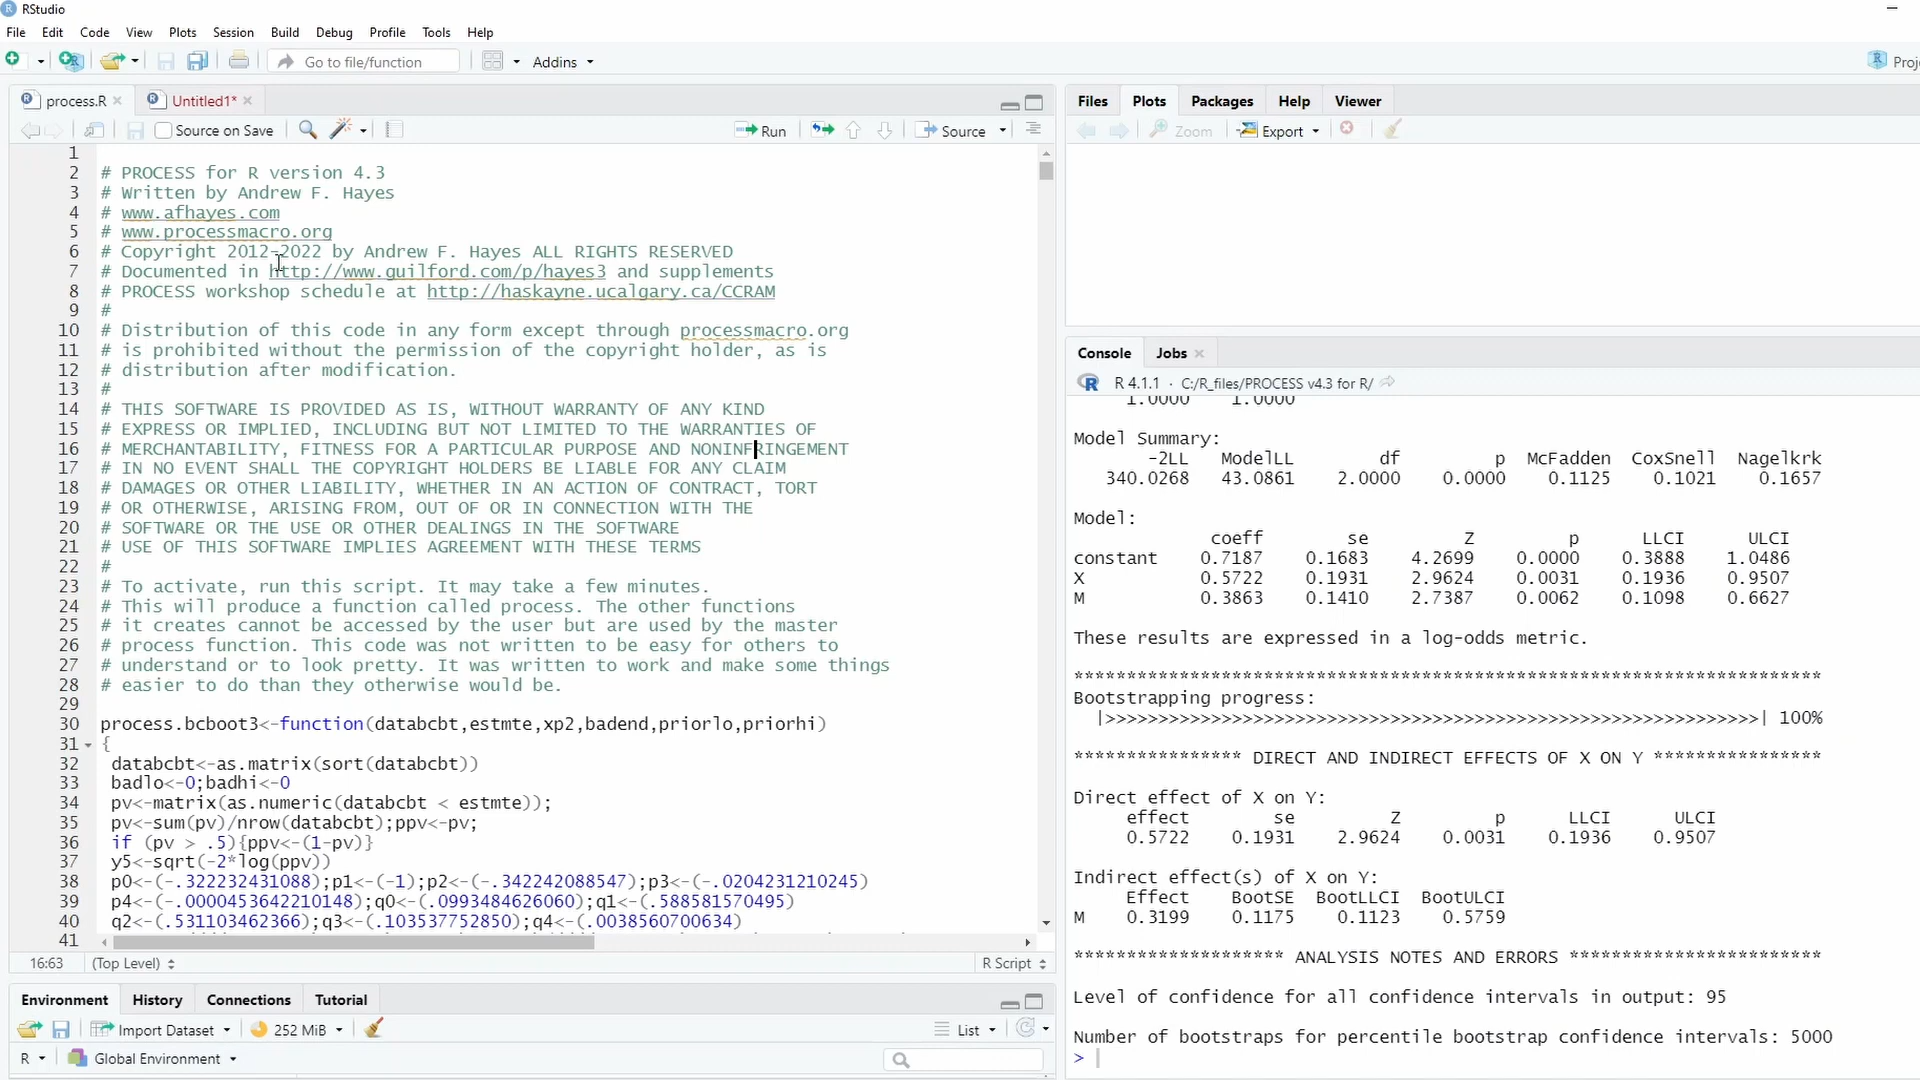 RStudio
File Edit Code View Plots Session Build Debug Profile Tools Help
Go to file/function Addins
process.R Untitled1*
Source on Save Run Source
1
2 # PROCESS for R version 4.3
3 # Written by Andrew F. Hayes
4 # www.afhayes.com
5 # www.processmacro.org
6 # Copyright 2012-2022 by Andrew F. Hayes ALL RIGHTS RESERVED
7 # Documented in http://www.guilford.com/p/hayes3 and supplements
8 # PROCESS workshop schedule at http://haskayne.ucalgary.ca/CCRAM
9 #
10 # Distribution of this code in any form except through processmacro.org
11 # is prohibited without the permission of the copyright holder, as is
12 # distribution after modification.
13 #
14 # THIS SOFTWARE IS PROVIDED AS IS, WITHOUT WARRANTY OF ANY KIND
15 # EXPRESS OR IMPLIED, INCLUDING BUT NOT LIMITED TO THE WARRANTIES OF
16 # MERCHANTABILITY, FITNESS FOR A PARTICULAR PURPOSE AND NONINFRINGEMENT
17 # IN NO EVENT SHALL THE COPYRIGHT HOLDERS BE LIABLE FOR ANY CLAIM
18 # DAMAGES OR OTHER LIABILITY, WHETHER IN AN ACTION OF CONTRACT, TORT
19 # OR OTHERWISE, ARISING FROM, OUT OF OR IN CONNECTION WITH THE
20 # SOFTWARE OR THE USE OR OTHER DEALINGS IN THE SOFTWARE
21 # USE OF THIS SOFTWARE IMPLIES AGREEMENT WITH THESE TERMS
22 #
23 # To activate, run this script. It may take a few minutes.
24 # This will produce a function called process. The other functions
25 # it creates cannot be accessed by the user but are used by the master
26 # process function. This code was not written to be easy for others to
27 # understand or to look pretty. It was written to work and make some things
28 # easier to do than they otherwise would be.
29
30 process.bcboot3<-function(databcbt,estmte,xp2,badend,priorlo,priorhi)
31 {
32 databcbt<-as.matrix(sort(databcbt))
33 badlo<-0;badhi<-0
34 pv<-matrix(as.numeric(databcbt < estmte));
35 pv<-sum(pv)/nrow(databcbt);ppv<-pv;
36 if (pv > .5){ppv<-(1-pv)}
37 y5<-sqrt(-2*log(ppv))
38 p0<-(-.322232431088);p1<-(-1);p2<-(-.342242088547);p3<-(-.0204231210245)
39 p4<-(-.0000453642210148);q0<-(.0993484626060);q1<-(.588581570495)
40 q2<-(.531103462366);q3<-(.103537752850);q4<-(.0038560700634)
41
16:63 (Top Level) R Script
Environment History Connections Tutorial
Import Dataset 252 MiB List
R Global Environment
Files Plots Packages Help Viewer
Zoom Export
Console Jobs
R 4.1.1 · C:/R_files/PROCESS v4.3 for R/
1.0000 1.0000
Model Summary:
-2LL ModelLL df p McFadden CoxSnell Nagelkrk
340.0268 43.0861 2.0000 0.0000 0.1125 0.1021 0.1657
Model:
coeff se Z p LLCI ULCI
constant 0.7187 0.1683 4.2699 0.0000 0.3888 1.0486
X 0.5722 0.1931 2.9624 0.0031 0.1936 0.9507
M 0.3863 0.1410 2.7387 0.0062 0.1098 0.6627
These results are expressed in a log-odds metric.
***********************************************************************
Bootstrapping progress:
|>>>>>>>>>>>>>>>>>>>>>>>>>>>>>>>>>>>>>>>>>>>>>>>>>>>>>>>>>>>>>>| 100%
**************** DIRECT AND INDIRECT EFFECTS OF X ON Y ****************
Direct effect of X on Y:
effect se Z p LLCI ULCI
0.5722 0.1931 2.9624 0.0031 0.1936 0.9507
Indirect effect(s) of X on Y:
Effect BootSE BootLLCI BootULCI
M 0.3199 0.1175 0.1123 0.5759
******************** ANALYSIS NOTES AND ERRORS ************************
Level of confidence for all confidence intervals in output: 95
Number of bootstraps for percentile bootstrap confidence intervals: 5000
>